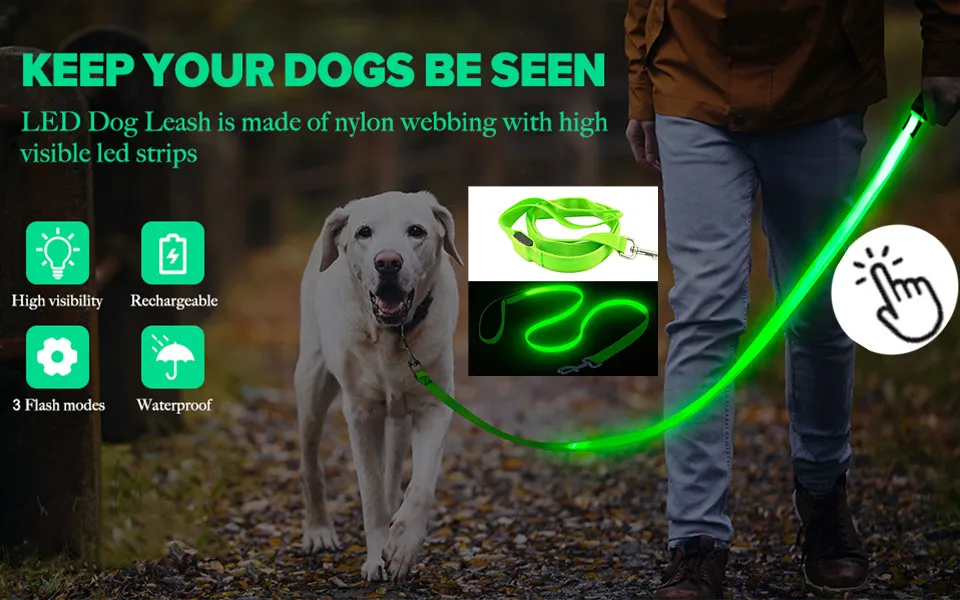 KEEP YOUR DOGS BE SEEN
LED Dog Leash is made of nylon webbing with high
visible led strips
High visibility
Rechargeable
3 Flash modes
Waterproof